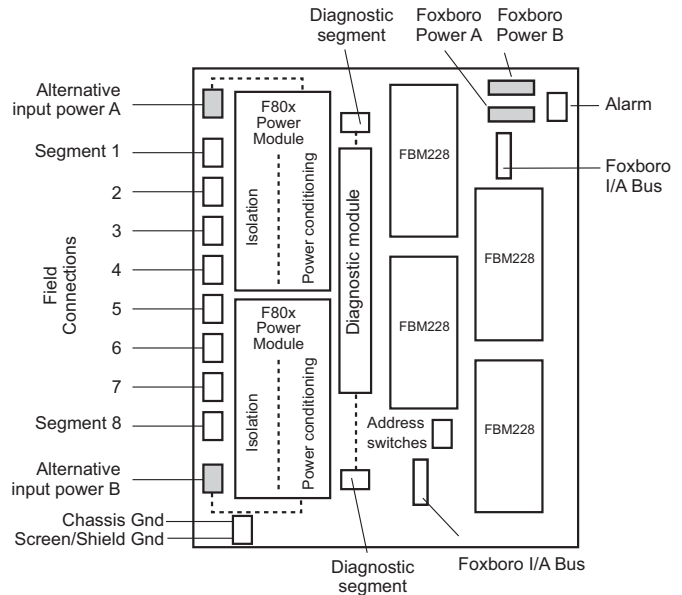 Diagnostic
segment
Foxboro
Power A
Foxboro
Power B
Alternative
input power A
Segment 1
2
3
4
5
6
7
Segment 8
Field
Connections
Alternative
input power B
Chassis Gnd
Screen/Shield Gnd
F80x
Power
Module
Isolation
Power conditioning
F80x
Power
Module
Isolation
Power conditioning
Diagnostic module
FBM228
FBM228
FBM228
FBM228
Alarm
Foxboro
I/A Bus
Address
switches
Diagnostic
segment
Foxboro I/A Bus